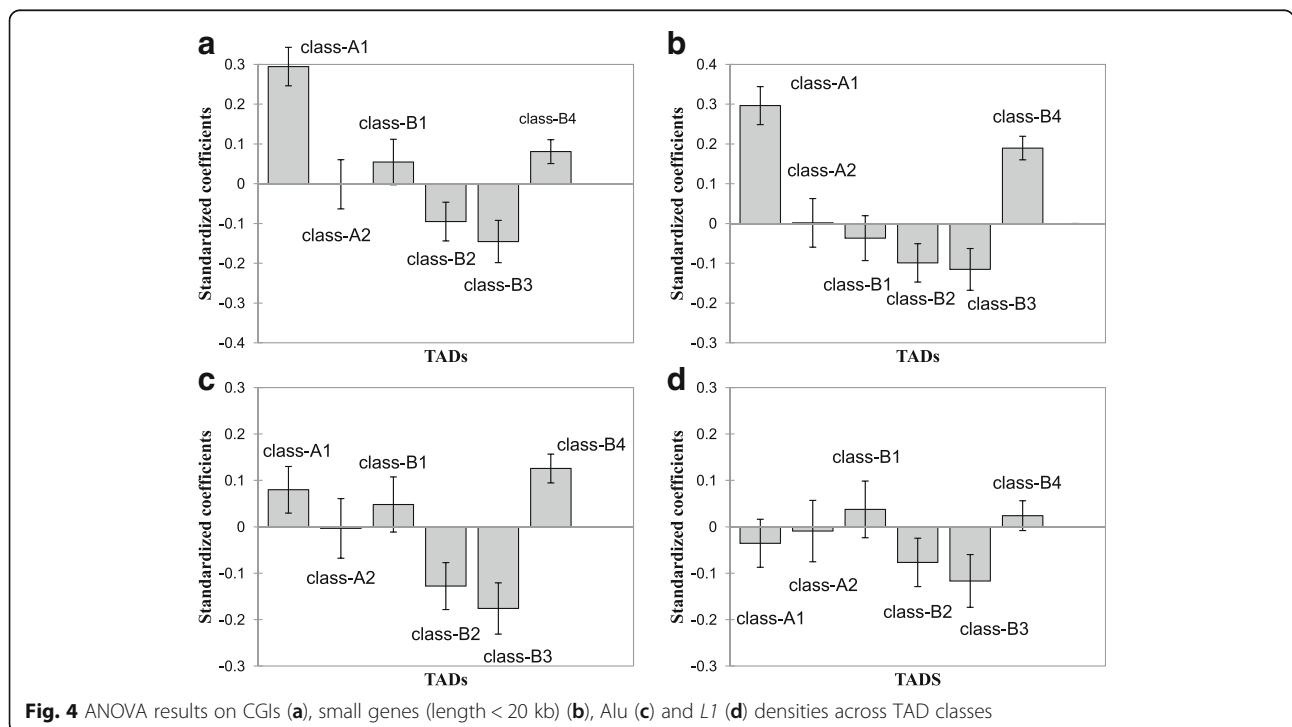 a
class-A1
0.3
0.2
class-B1
class-B4
0.1
0
-0.1
class-A2
class-B2
-0.2
class-B3
-0.3
-0.4
Standardized coefficients
TADs
b
0.4
class-A1
0.3
class-B4
0.2
class-A2
0.1
0
-0.1
class-B1
class-B2
class-B3
-0.2
-0.3
Standardized coefficients
TADs
c
0.3
0.2
class-A1
class-B1
class-B4
0.1
0
-0.1
class-A2
class-B2
-0.2
class-B3
-0.3
Standardized coefficients
TADs
d
0.3
0.2
class-B1
0.1
class-B4
0
-0.1
class-A2
class-B2
-0.2
class-A1
class-B3
-0.3
Standardized coefficients
TADS
Fig. 4 ANOVA results on CGIs (a), small genes (length < 20 kb) (b), Alu (c) and L1 (d) densities across TAD classes